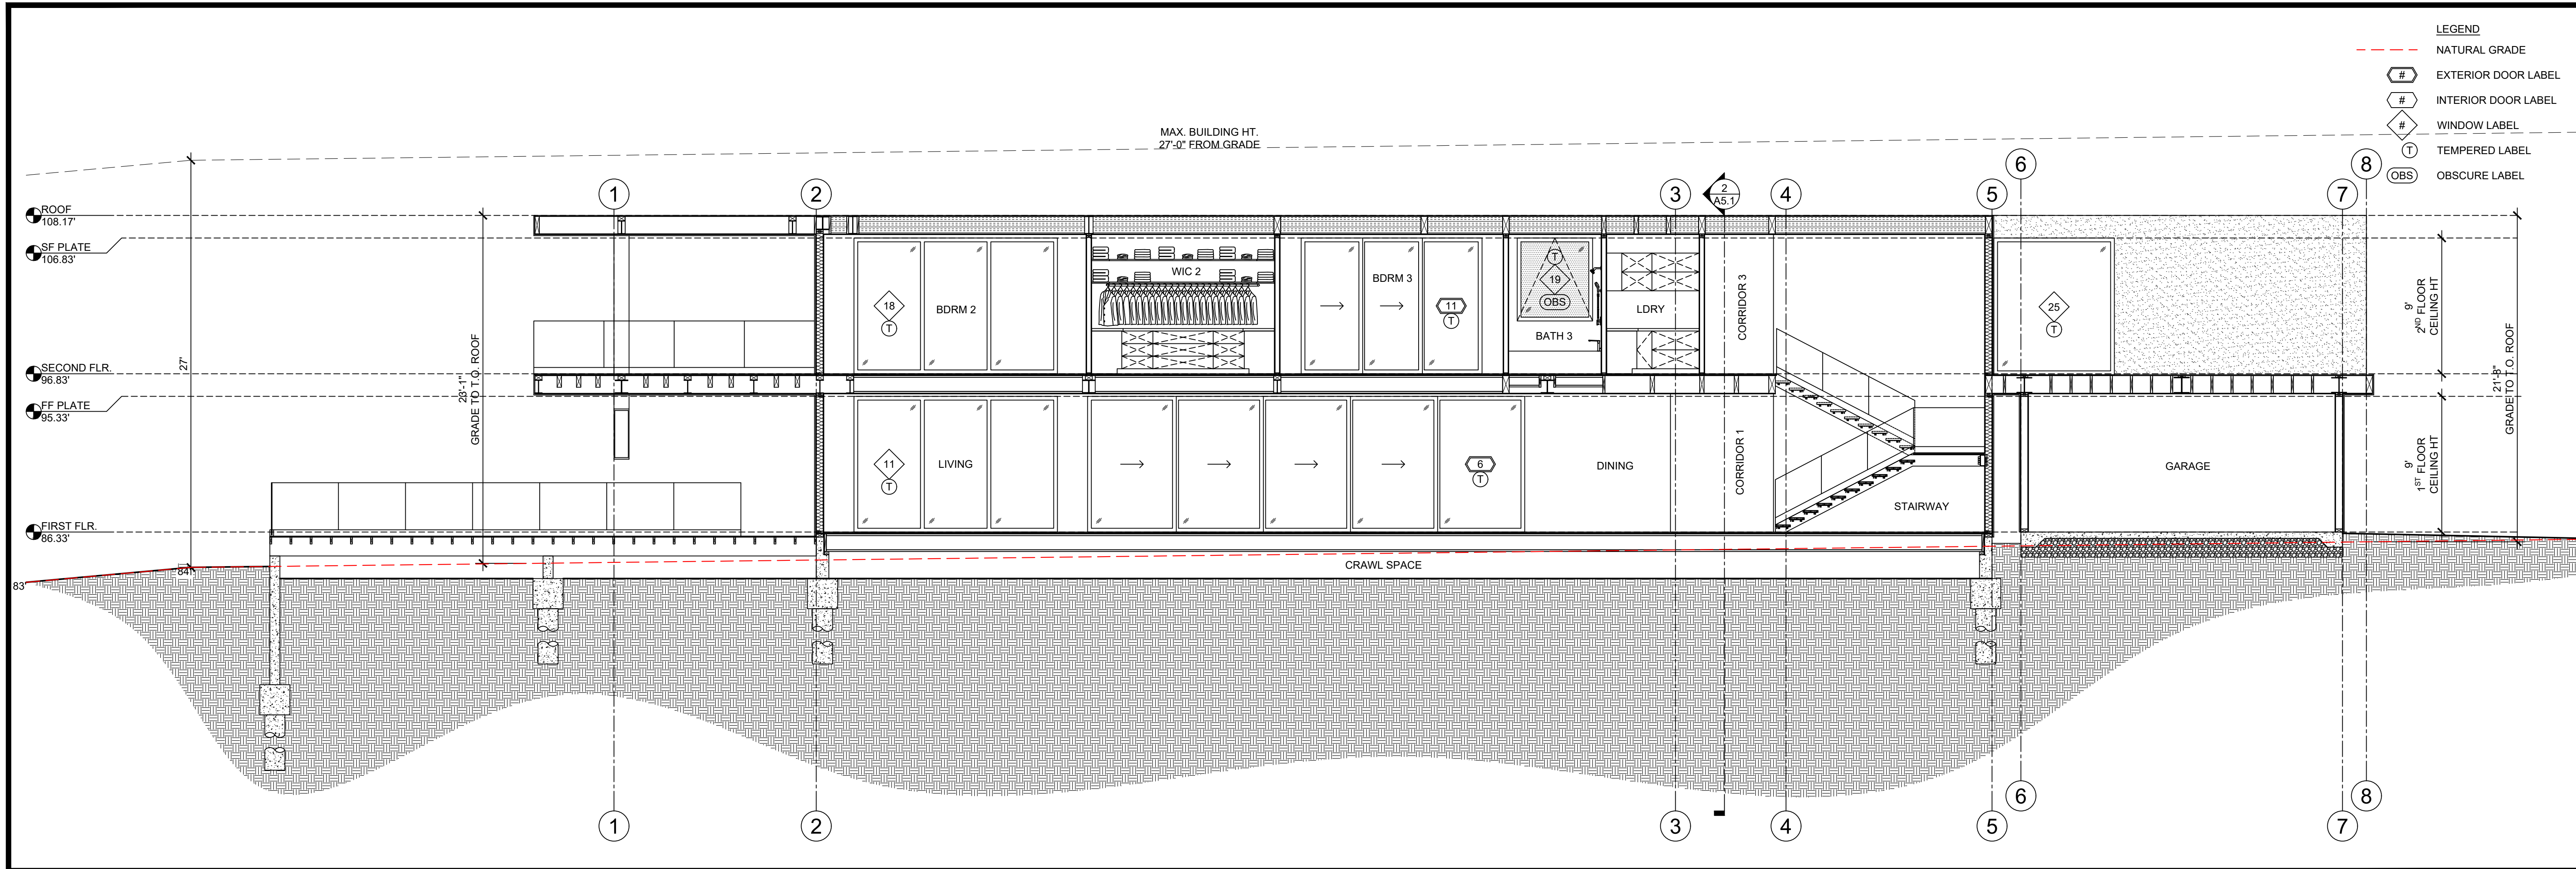 LEGEND
NATURAL GRADE
# EXTERIOR DOOR LABEL
# INTERIOR DOOR LABEL
# WINDOW LABEL
T TEMPERED LABEL
OBS OBSCURE LABEL
MAX. BUILDING HT.
27'-0" FROM GRADE
1
2
3
2
A5.1
4
5
6
7
8
ROOF
108.17'
SF PLATE
106.83'
SECOND FLR.
96.83'
FF PLATE
95.33'
FIRST FLR.
86.33'
83'
84'
27'
23'-1"
GRADE TO T.O. ROOF
18
T
BDRM 2
WIC 2
BDRM 3
11
T
T
19
OBS
BATH 3
LDRY
CORRIDOR 3
25
T
9'
2ND FLOOR
CEILING HT
21'-8"
GRADE TO T.O. ROOF
11
T
LIVING
6
T
DINING
CORRIDOR 1
STAIRWAY
GARAGE
9'
1ST FLOOR
CEILING HT
CRAWL SPACE
1
2
3
4
5
6
7
8